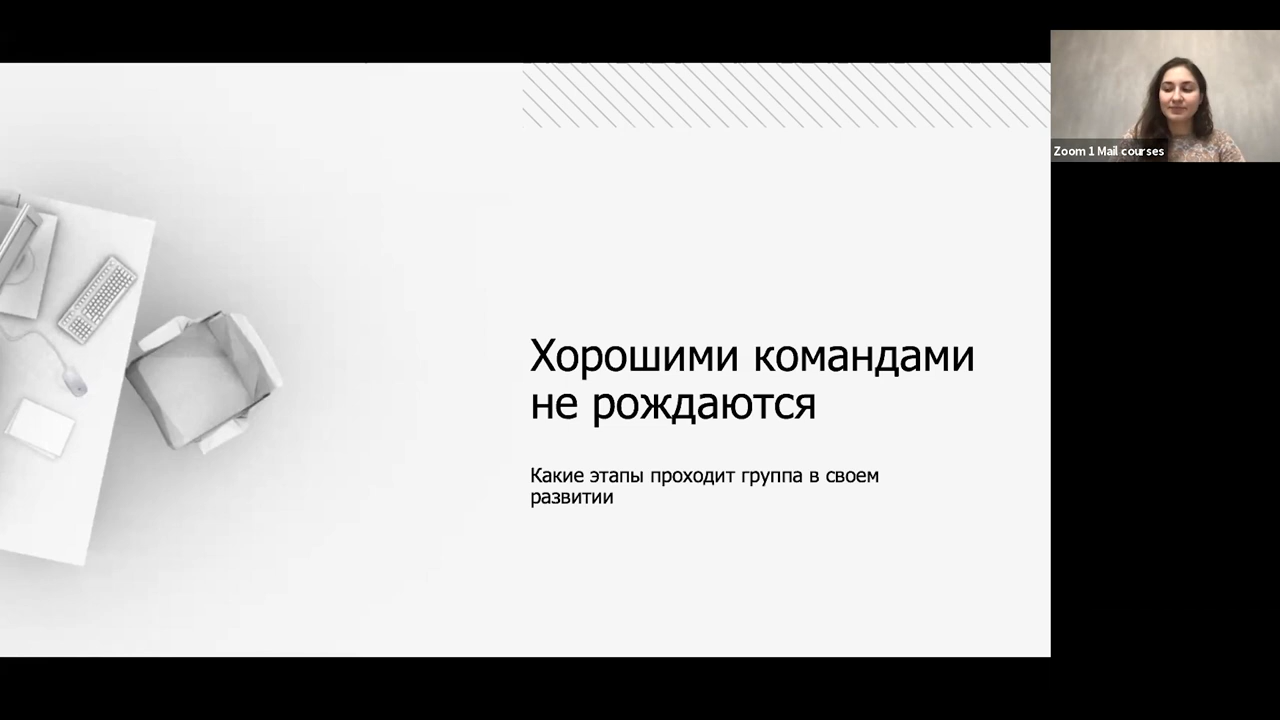 Хорошими командами
не рождаются
Какие этапы проходит группа в своем
развитии
Zoom 1 Mail courses